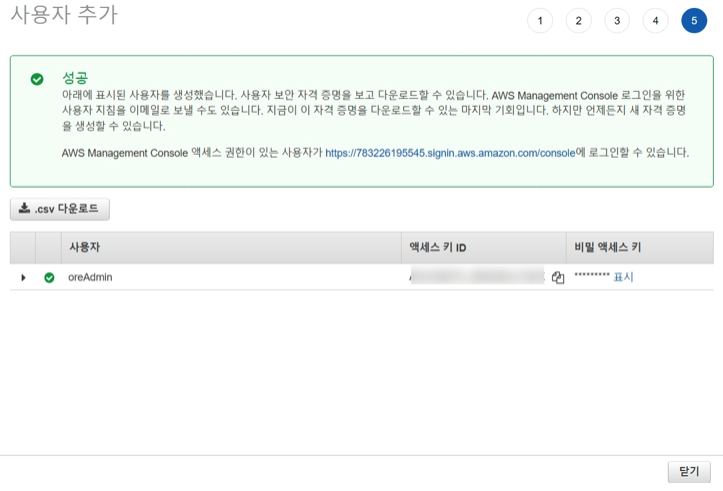 사용자 추가
1 2 3 4 5
성공
아래에 표시된 사용자를 생성했습니다. 사용자 보안 자격 증명을 보고 다운로드할 수 있습니다. AWS Management Console 로그인을 위한
사용자 지침을 이메일로 보낼 수도 있습니다. 지금이 이 자격 증명을 다운로드할 수 있는 마지막 기회입니다. 하지만 언제든지 새 자격 증명
을 생성할 수 있습니다.
AWS Management Console 액세스 권한이 있는 사용자가 https://783226195545.signin.aws.amazon.com/console에 로그인할 수 있습니다.
.csv 다운로드
사용자 액세스 키 ID 비밀 액세스 키
oreAdmin ********* 표시
닫기